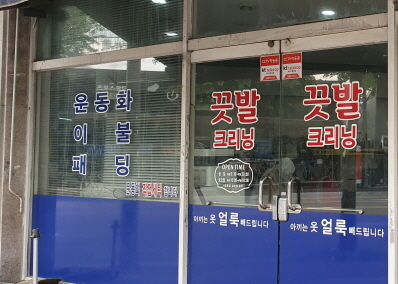 운동화
이불
패딩
끗발
크리닝
끗발
크리닝
OPEN TIME
아끼는 옷 얼룩 빼드립니다
아끼는 옷 얼룩 빼드립니다